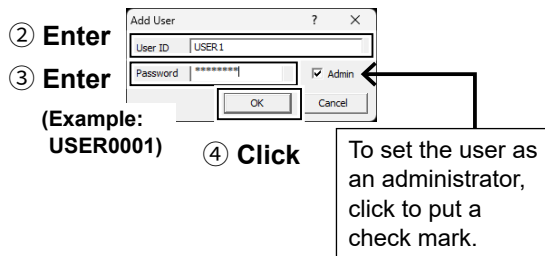 Add User ? ×
② Enter
User ID USER1
③ Enter
Password ******** Admin
OK Cancel
(Example:
USER0001)
④ Click
To set the user as
an administrator,
click to put a
check mark.